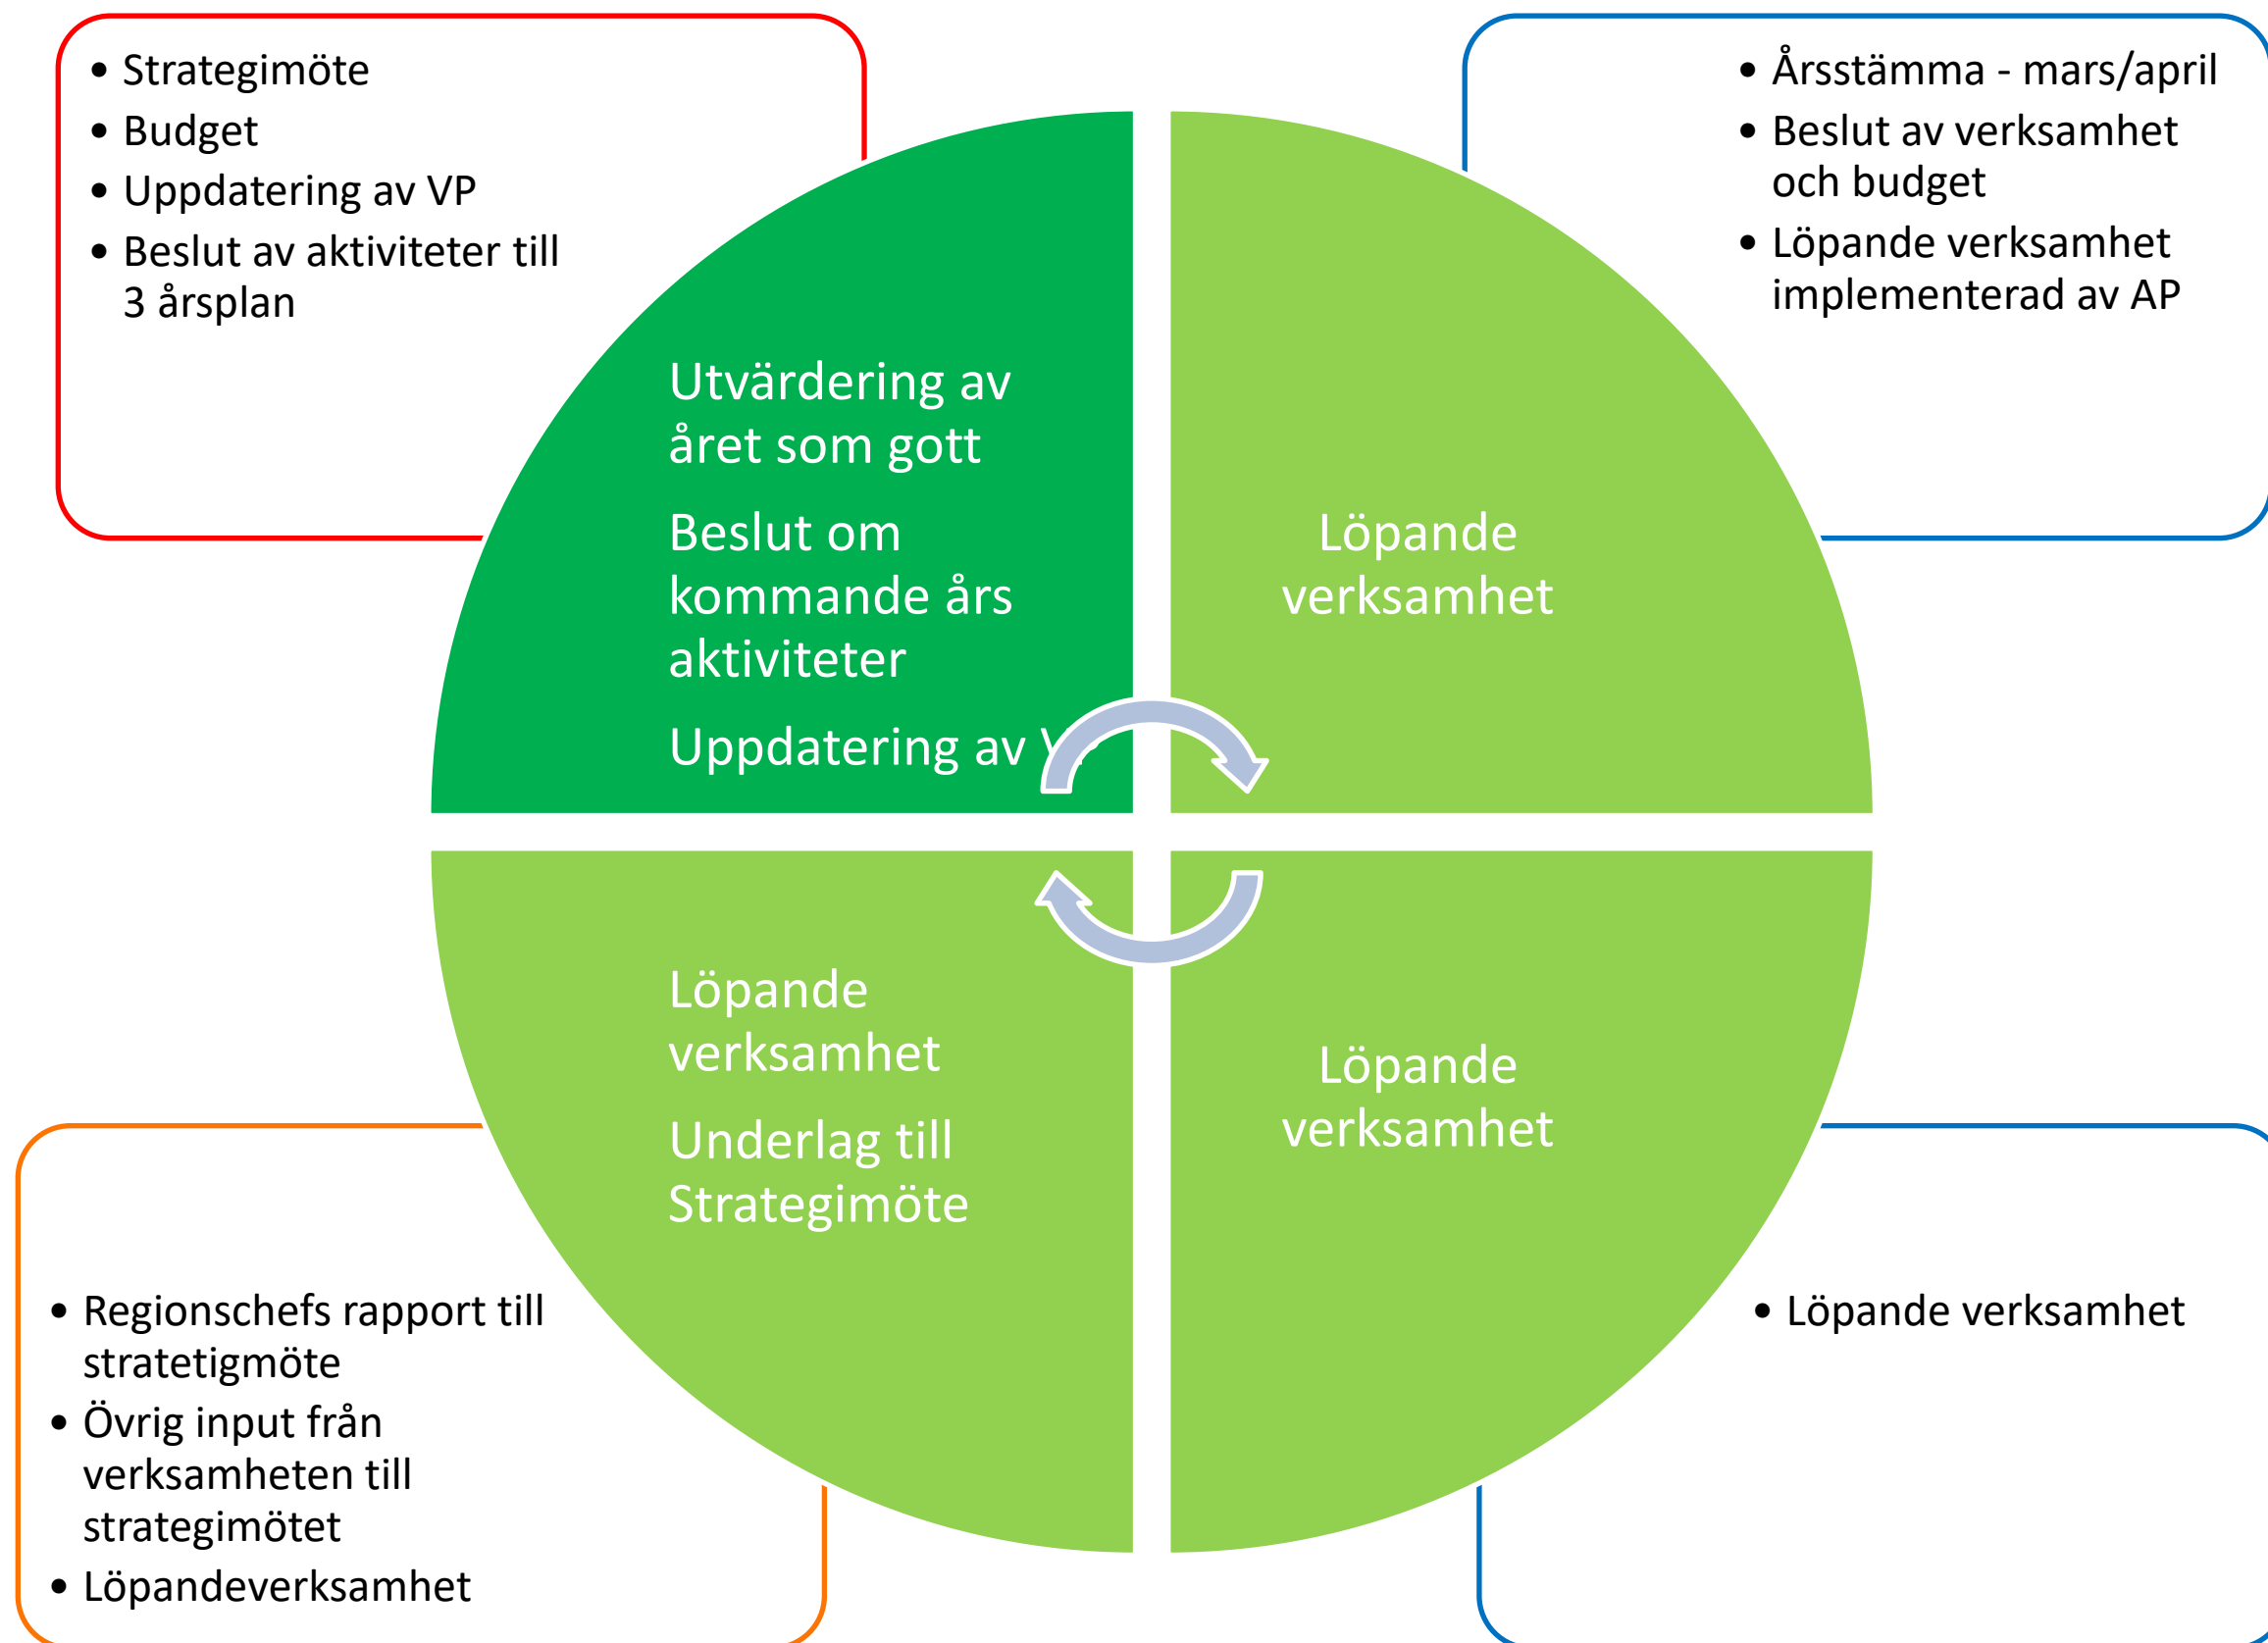 • Strategimöte
• Budget
• Uppdatering av VP
• Beslut av aktiviteter till
3 årsplan
• Årsstämma - mars/april
• Beslut av verksamhet
och budget
• Löpande verksamhet
implementerad av AP
Utvärdering av
året som gott
Beslut om
kommande års
aktiviteter
Uppdatering av
Löpande
verksamhet
Löpande
verksamhet
Underlag till
Strategimöte
Löpande
verksamhet
• Regionschefs rapport till
stratetigmöte
• Övrig input från
verksamheten till
strategimötet
• Löpandeverksamhet
• Löpande verksamhet